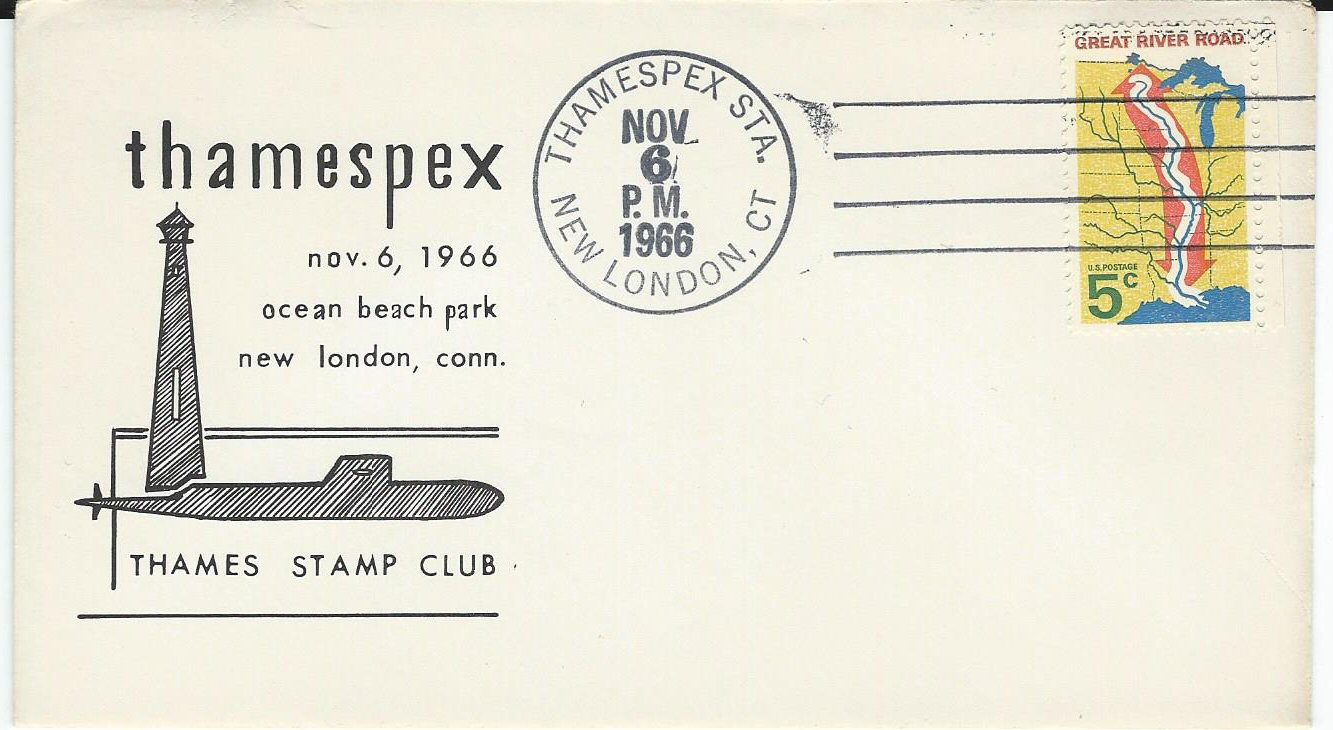 thamespex
nov. 6, 1966
ocean beach park
new london, conn.
THAMES STAMP CLUB
THAMESPEX STA.
NOV
6
P.M.
1966
NEW LONDON, CT
GREAT RIVER ROAD
U.S. POSTAGE
5c